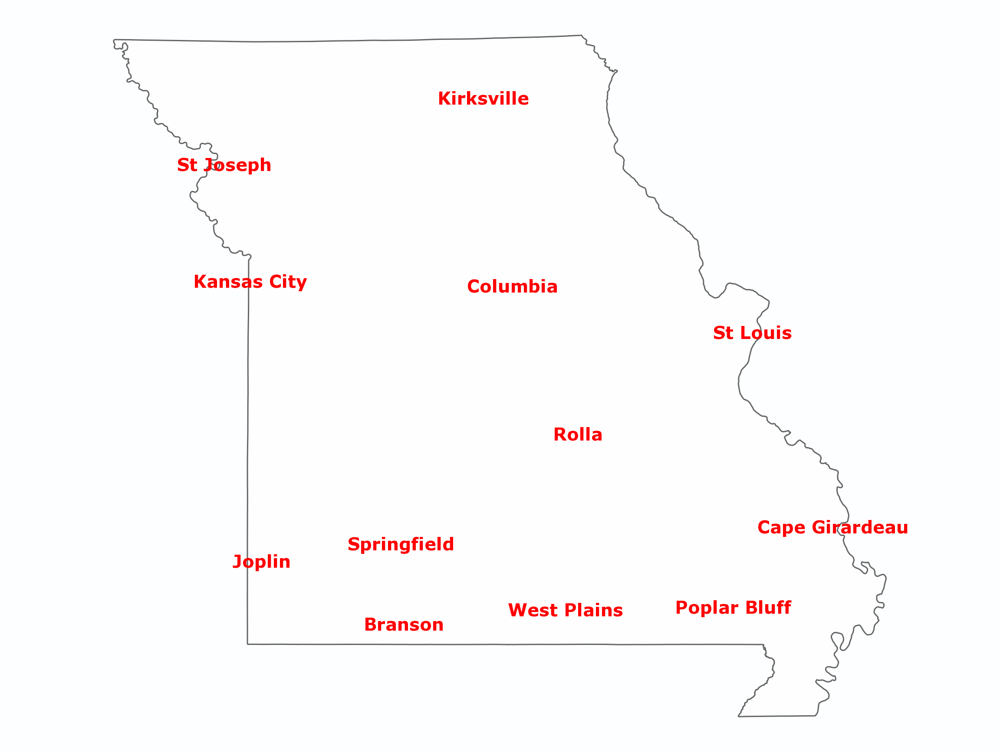 Kirksville
St Joseph
Kansas City
Columbia
St Louis
Rolla
Cape Girardeau
Springfield
Joplin
Poplar Bluff
West Plains
Branson